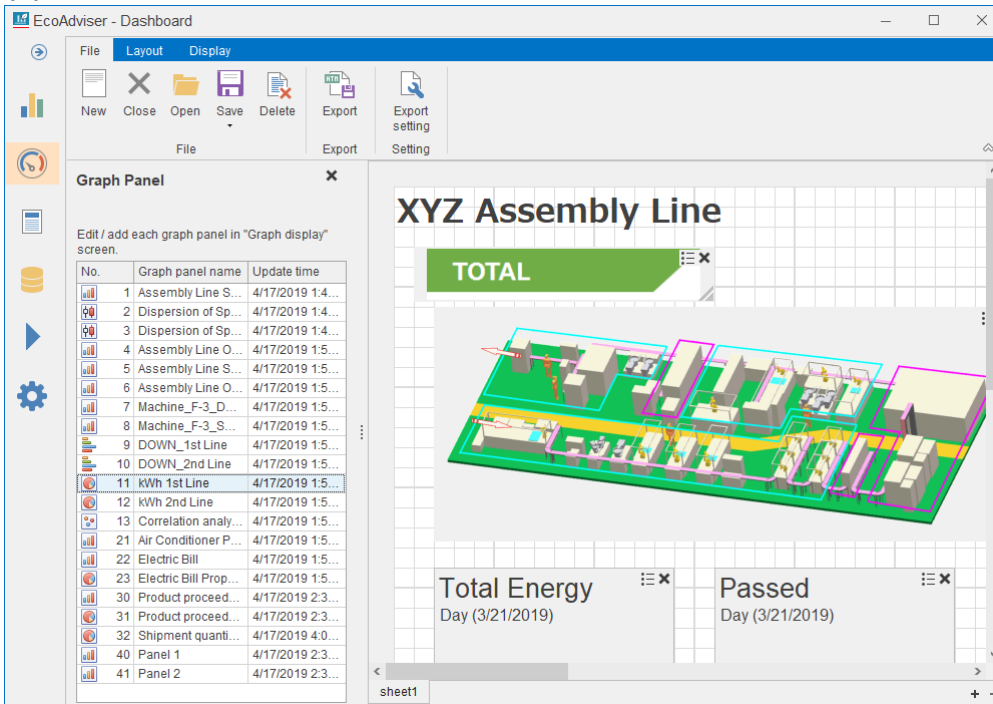 EcoAdviser - Dashboard
File Layout Display
New Close Open Save Delete Export Export setting
File Export Setting
Graph Panel
Edit / add each graph panel in "Graph display"
screen.
No. Graph panel name Update time
1 Assembly Line S... 4/17/2019 1:4...
2 Dispersion of Sp... 4/17/2019 1:4...
3 Dispersion of Sp... 4/17/2019 1:4...
4 Assembly Line O... 4/17/2019 1:5...
5 Assembly Line S... 4/17/2019 1:5...
6 Assembly Line O... 4/17/2019 1:5...
7 Machine_F-3_D... 4/17/2019 1:5...
8 Machine_F-3_S... 4/17/2019 1:5...
9 DOWN_1st Line 4/17/2019 1:5...
10 DOWN_2nd Line 4/17/2019 1:5...
11 kWh 1st Line 4/17/2019 1:5...
12 kWh 2nd Line 4/17/2019 1:5...
13 Correlation analy... 4/17/2019 1:5...
21 Air Conditioner P... 4/17/2019 1:5...
22 Electric Bill 4/17/2019 1:5...
23 Electric Bill Prop... 4/17/2019 1:5...
30 Product proceed... 4/17/2019 2:3...
31 Product proceed... 4/17/2019 2:3...
32 Shipment quanti... 4/17/2019 4:0...
40 Panel 1 4/17/2019 2:3...
41 Panel 2 4/17/2019 2:3...
XYZ Assembly Line
TOTAL
Total Energy
Day (3/21/2019)
Passed
Day (3/21/2019)
sheet1